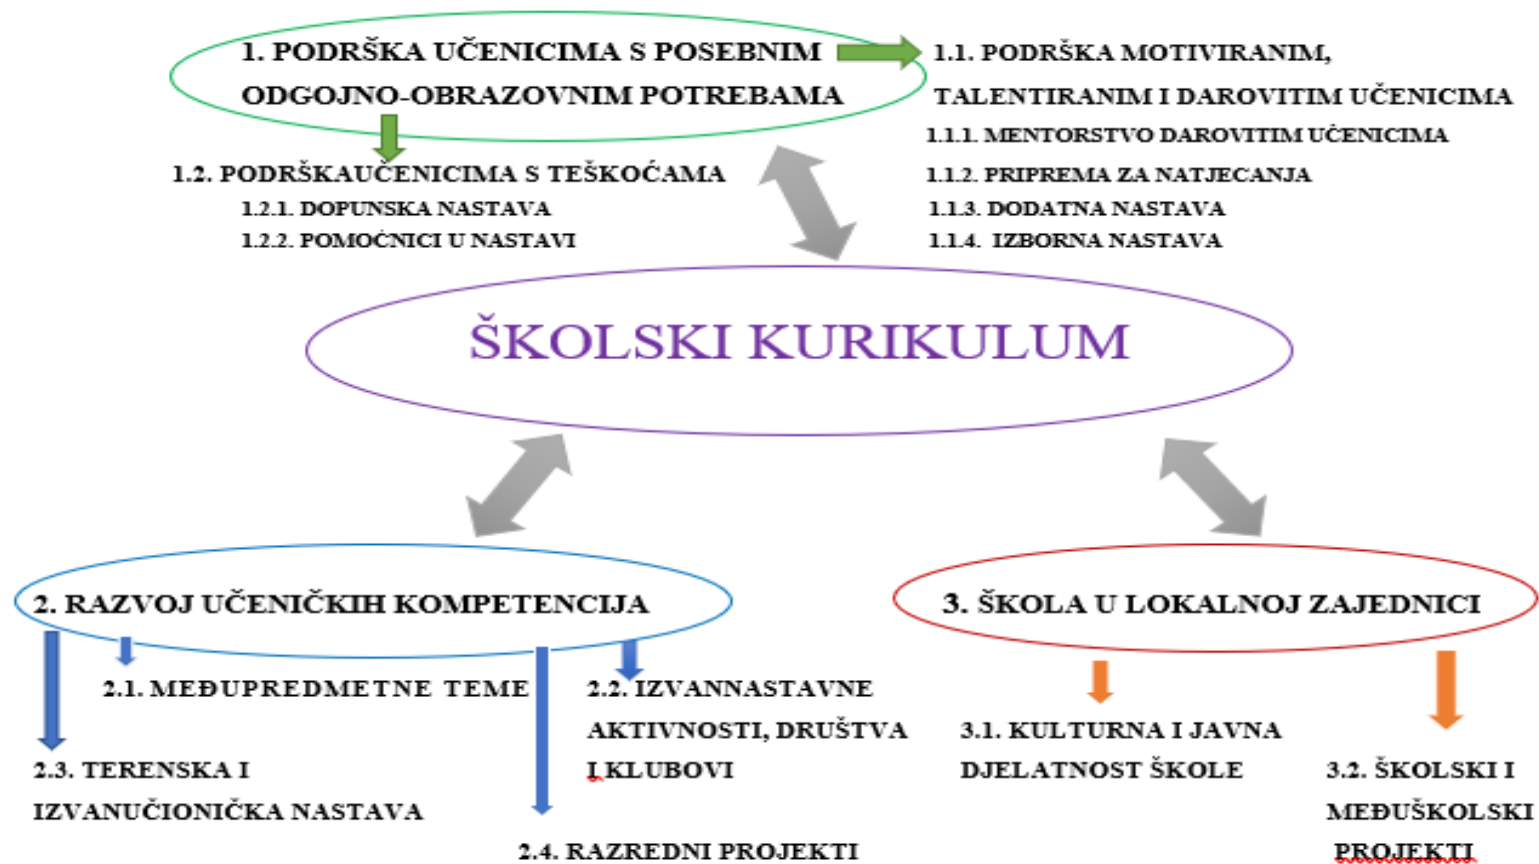 1. PODRŠKA UČENICIMA S POSEBNIM
ODGOJNO-OBRAZOVNIM POTREBAMA
1.1. PODRŠKA MOTIVIRANIM,
TALENTIRANIM I DAROVITIM UČENICIMA
1.1.1. MENTORSTVO DAROVITIM UČENICIMA
1.1.2. PRIPREMA ZA NATJECANJA
1.1.3. DODATNA NASTAVA
1.1.4. IZBORNA NASTAVA
1.2. PODRŠKAUČENICIMA S TEŠKOĆAMA
1.2.1. DOPUNSKA NASTAVA
1.2.2. POMOĆNICI U NASTAVI
ŠKOLSKI KURIKULUM
2. RAZVOJ UČENIČKIH KOMPETENCIJA
2.1. MEĐUPREDMETNE TEME
2.2. IZVANNASTAVNE
AKTIVNOSTI, DRUŠTVA
I KLUBOVI
2.3. TERENSKA I
IZVANUČIONIČKA NASTAVA
2.4. RAZREDNI PROJEKTI
3. ŠKOLA U LOKALNOJ ZAJEDNICI
3.1. KULTURNA I JAVNA
DJELATNOST ŠKOLE
3.2. ŠKOLSKI I
MEĐUŠKOLSKI
PROJEKTI